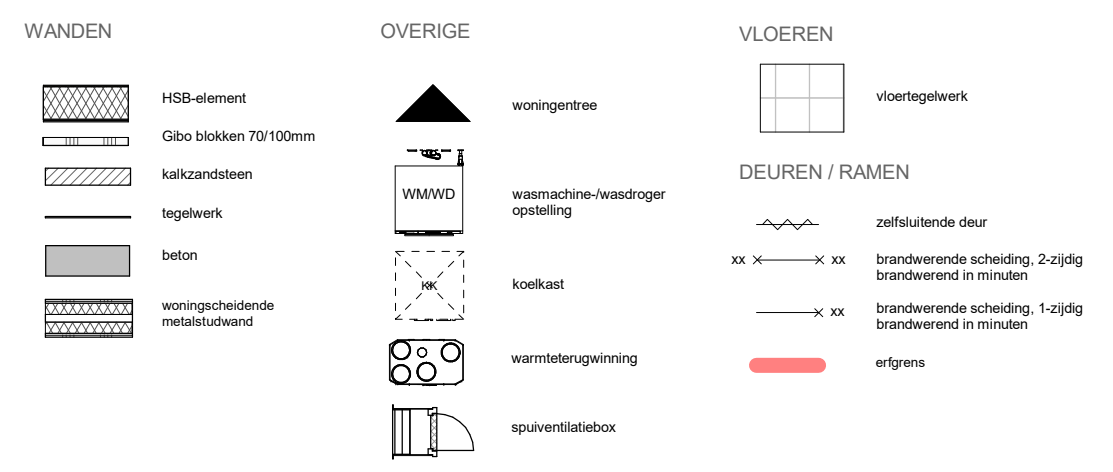 WANDEN
HSB-element
Gibo blokken 70/100mm
kalkzandsteen
tegelwerk
beton
woningscheidende
metalstudwand
OVERIGE
woningentree
WM/WD
wasmachine-/wasdroger
opstelling
KK
koelkast
warmteterugwinning
spuiventilatiebox
VLOEREN
vloertegelwerk
DEUREN / RAMEN
zelfsluitende deur
xx xx
brandwerende scheiding, 2-zijdig
brandwerend in minuten
xx
brandwerende scheiding, 1-zijdig
brandwerend in minuten
erfgrens